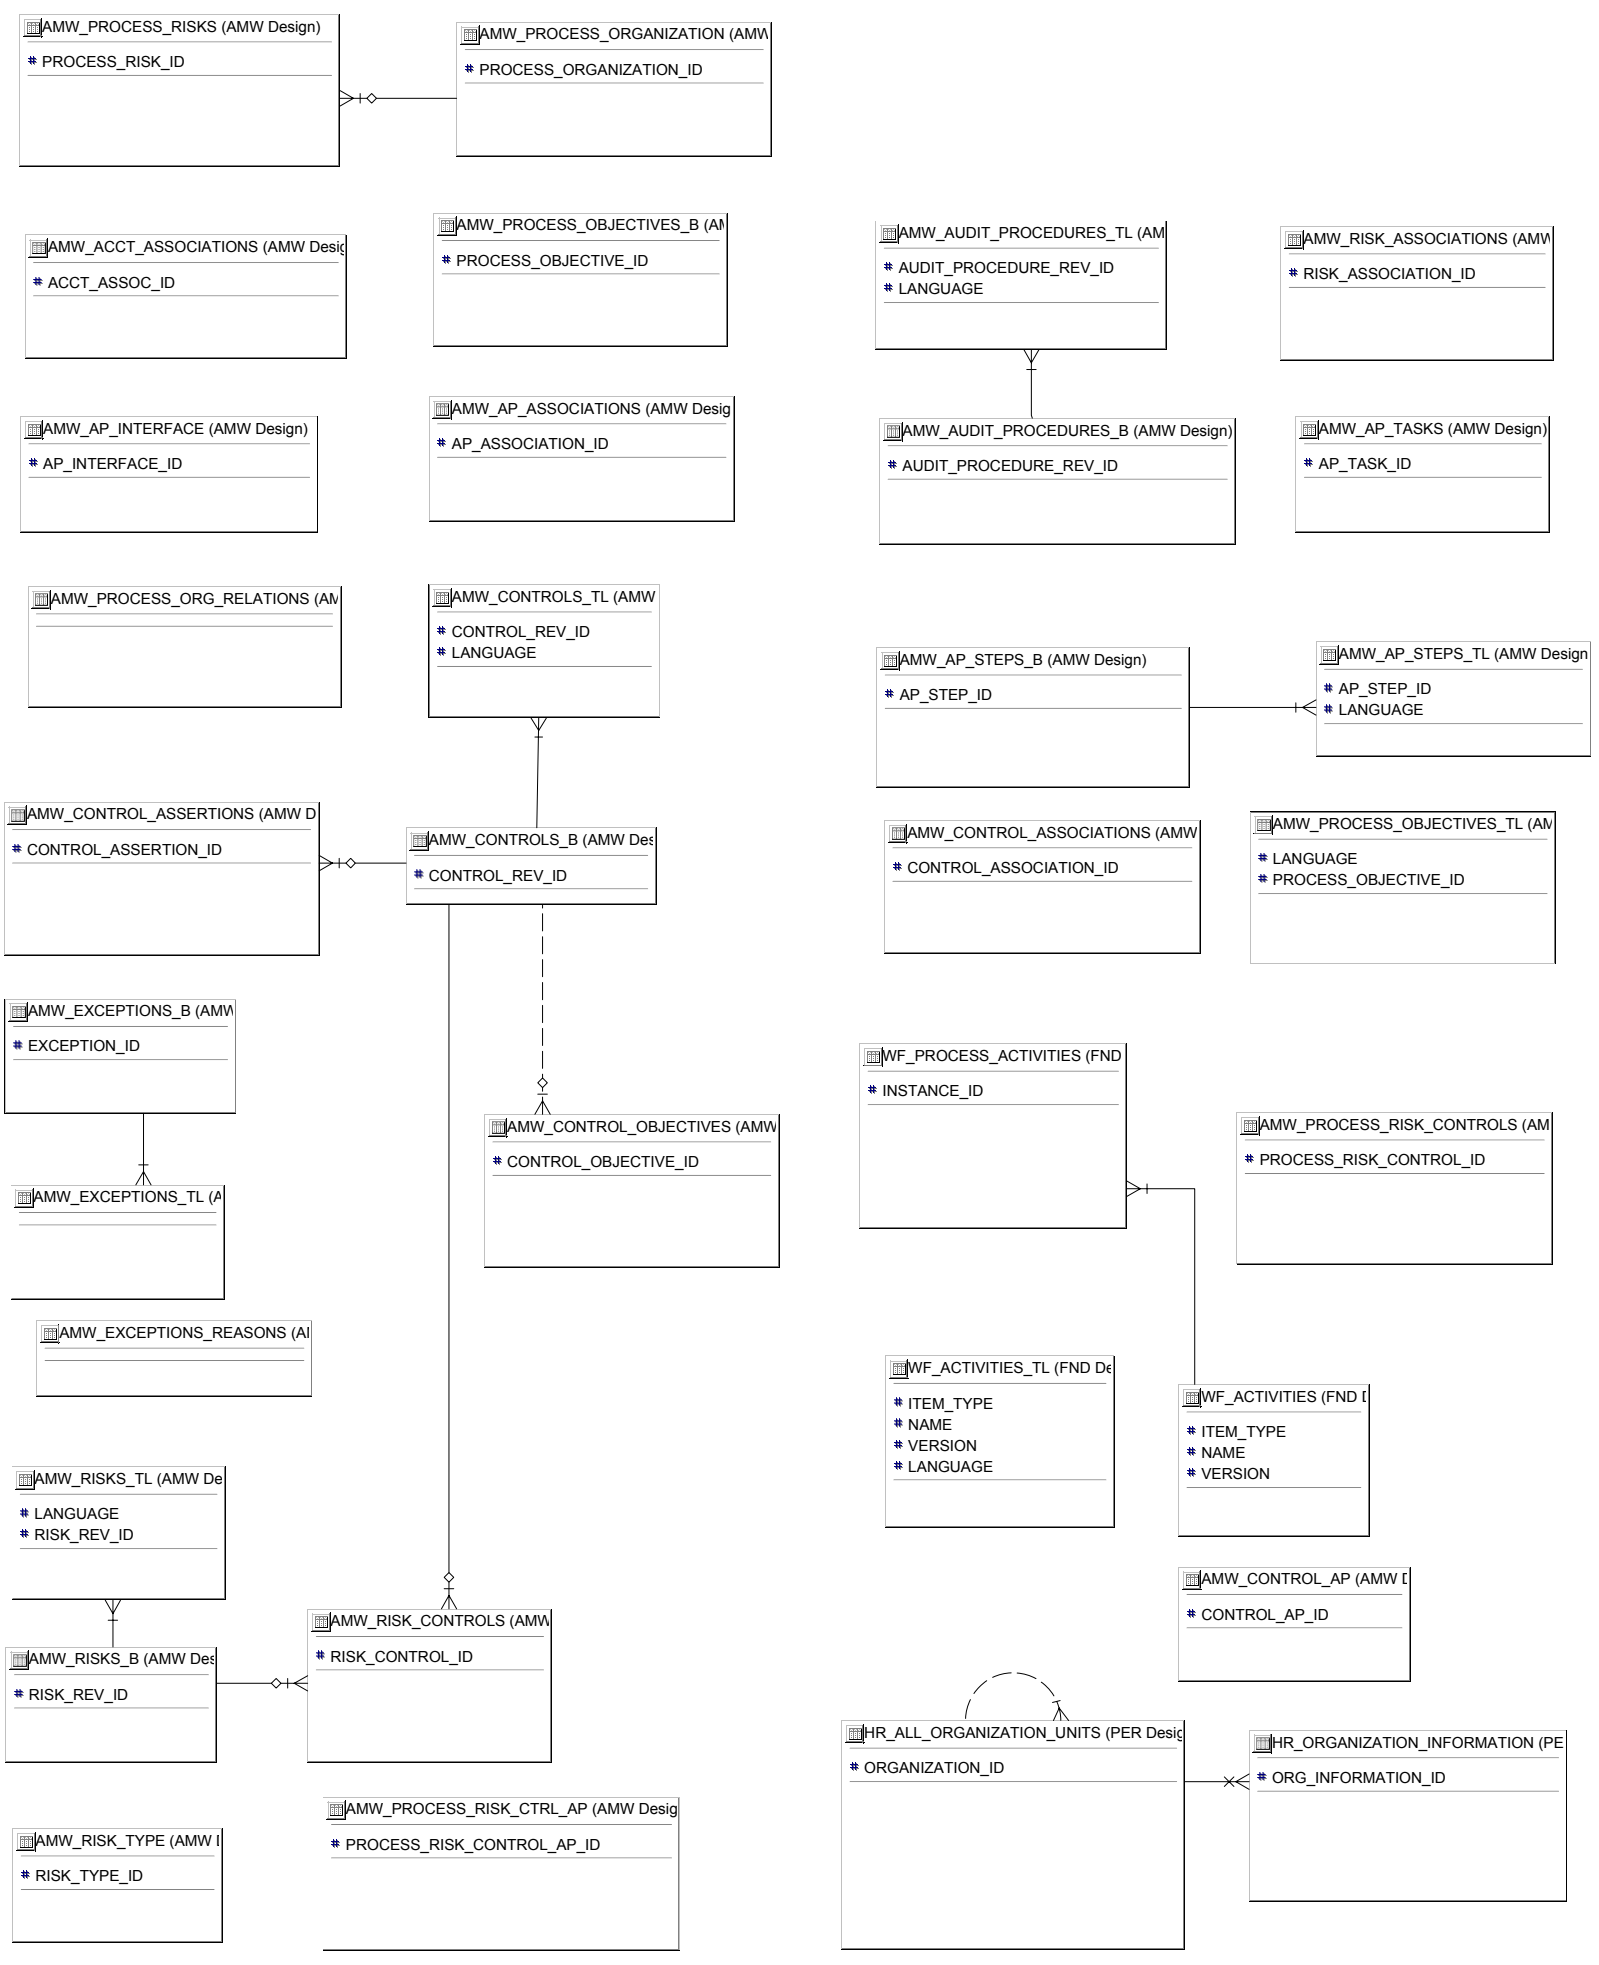 AMW_PROCESS_RISKS (AMW Design)
# PROCESS_RISK_ID
AMW_PROCESS_ORGANIZATION (AMW
# PROCESS_ORGANIZATION_ID
AMW_ACCT_ASSOCIATIONS (AMW Desig
# ACCT_ASSOC_ID
AMW_PROCESS_OBJECTIVES_B (AM
# PROCESS_OBJECTIVE_ID
AMW_AUDIT_PROCEDURES_TL (AM
# AUDIT_PROCEDURE_REV_ID
# LANGUAGE
AMW_RISK_ASSOCIATIONS (AMW
# RISK_ASSOCIATION_ID
AMW_AP_INTERFACE (AMW Design)
# AP_INTERFACE_ID
AMW_AP_ASSOCIATIONS (AMW Desig
# AP_ASSOCIATION_ID
AMW_AUDIT_PROCEDURES_B (AMW Design)
# AUDIT_PROCEDURE_REV_ID
AMW_AP_TASKS (AMW Design)
# AP_TASK_ID
AMW_PROCESS_ORG_RELATIONS (AM
AMW_CONTROLS_TL (AMW
# CONTROL_REV_ID
# LANGUAGE
AMW_AP_STEPS_B (AMW Design)
# AP_STEP_ID
AMW_AP_STEPS_TL (AMW Design
# AP_STEP_ID
# LANGUAGE
AMW_CONTROL_ASSERTIONS (AMW D
# CONTROL_ASSERTION_ID
AMW_CONTROLS_B (AMW Des
# CONTROL_REV_ID
AMW_CONTROL_ASSOCIATIONS (AMW
# CONTROL_ASSOCIATION_ID
AMW_PROCESS_OBJECTIVES_TL (AM
# LANGUAGE
# PROCESS_OBJECTIVE_ID
AMW_EXCEPTIONS_B (AMW
# EXCEPTION_ID
AMW_CONTROL_OBJECTIVES (AMW
# CONTROL_OBJECTIVE_ID
WF_PROCESS_ACTIVITIES (FND
# INSTANCE_ID
AMW_PROCESS_RISK_CONTROLS (AM
# PROCESS_RISK_CONTROL_ID
AMW_EXCEPTIONS_TL (A
AMW_EXCEPTIONS_REASONS (A
WF_ACTIVITIES_TL (FND De
# ITEM_TYPE
# NAME
# VERSION
# LANGUAGE
WF_ACTIVITIES (FND D
# ITEM_TYPE
# NAME
# VERSION
AMW_RISKS_TL (AMW De
# LANGUAGE
# RISK_REV_ID
AMW_RISKS_B (AMW Des
# RISK_REV_ID
AMW_RISK_CONTROLS (AMW
# RISK_CONTROL_ID
AMW_CONTROL_AP (AMW D
# CONTROL_AP_ID
HR_ALL_ORGANIZATION_UNITS (PER Desig
# ORGANIZATION_ID
HR_ORGANIZATION_INFORMATION (PE
# ORG_INFORMATION_ID
AMW_RISK_TYPE (AMW D
# RISK_TYPE_ID
AMW_PROCESS_RISK_CTRL_AP (AMW Desig
# PROCESS_RISK_CONTROL_AP_ID